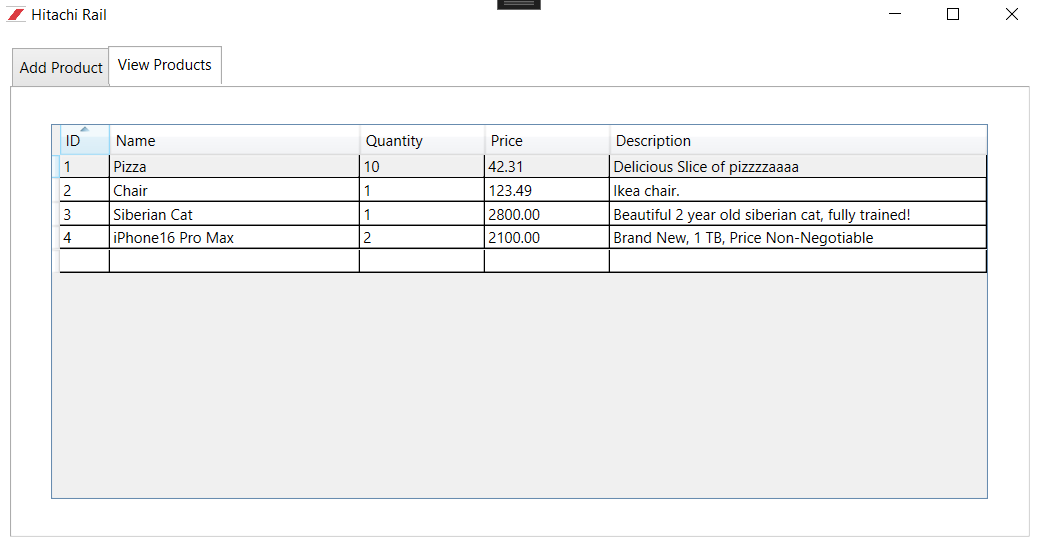 Hitachi Rail
Add Product View Products
ID Name Quantity Price Description
1 Pizza 10 42.31 Delicious Slice of pizzzzaaaa
2 Chair 1 123.49 Ikea chair.
3 Siberian Cat 1 2800.00 Beautiful 2 year old siberian cat, fully trained!
4 iPhone16 Pro Max 2 2100.00 Brand New, 1 TB, Price Non-Negotiable